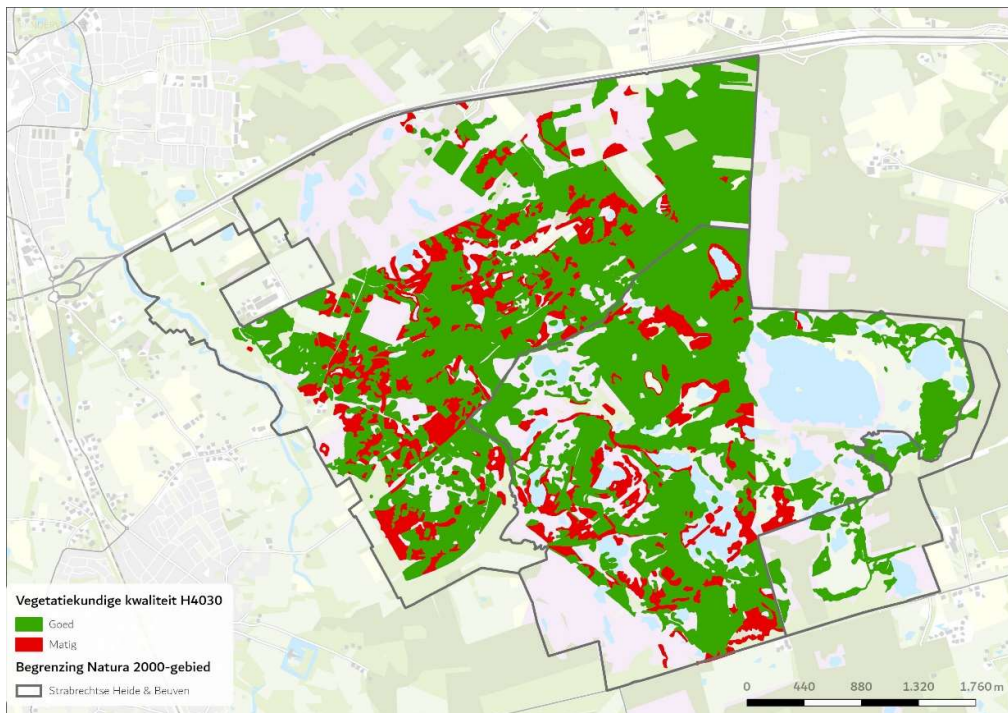 Vegetatiekundige kwaliteit H4030
Goed
Matig
Begrenzing Natura 2000-gebied
Strabrechtse Heide & Beuven
0 440 880 1.320 1.760 m